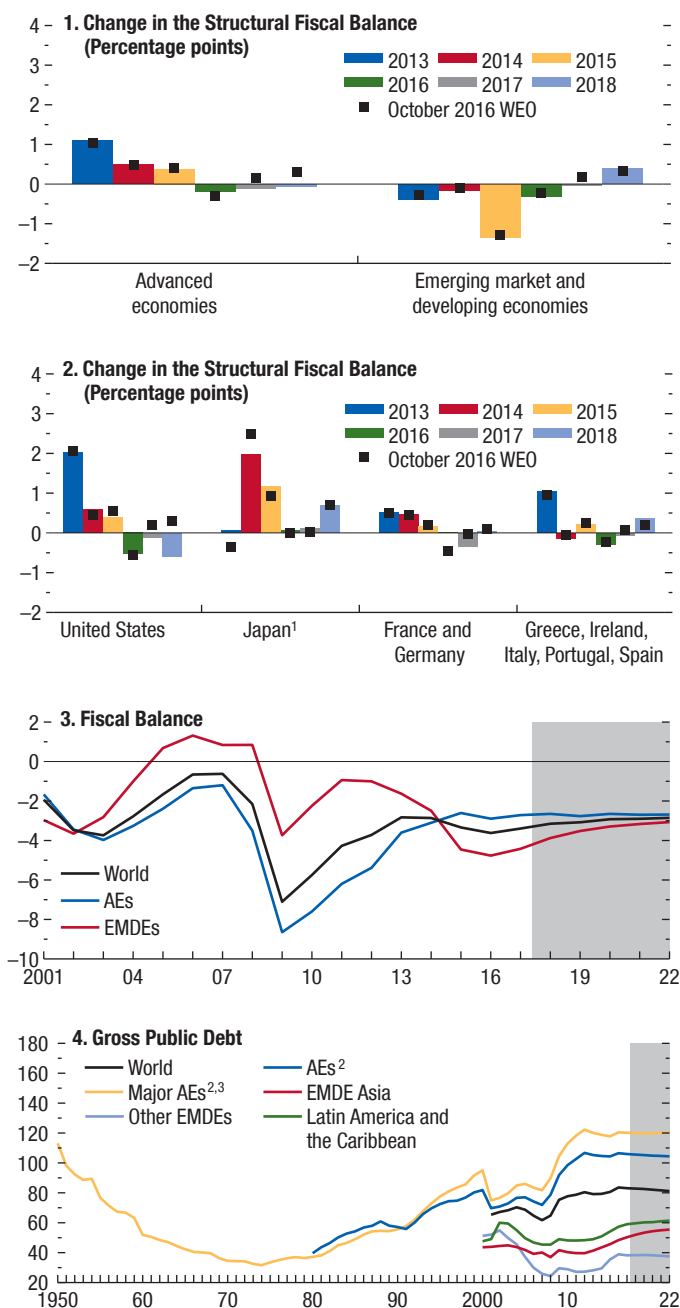 1. Change in the Structural Fiscal Balance
(Percentage points)
2013 2014 2015
2016 2017 2018
October 2016 WEO
4
3
2
1
0
–1
–2
Advanced economies
Emerging market and developing economies
2. Change in the Structural Fiscal Balance
(Percentage points)
2013 2014 2015
2016 2017 2018
October 2016 WEO
4
3
2
1
0
–1
–2
United States
Japan¹
France and Germany
Greece, Ireland, Italy, Portugal, Spain
3. Fiscal Balance
2
0
–2
–4
–6
–8
–10
World
AEs
EMDEs
2001 04 07 10 13 16 19 22
4. Gross Public Debt
180
160
140
120
100
80
60
40
20
World AEs²
Major AEs²,³ EMDE Asia
Other EMDEs Latin America and
the Caribbean
1950 60 70 80 90 2000 10 22